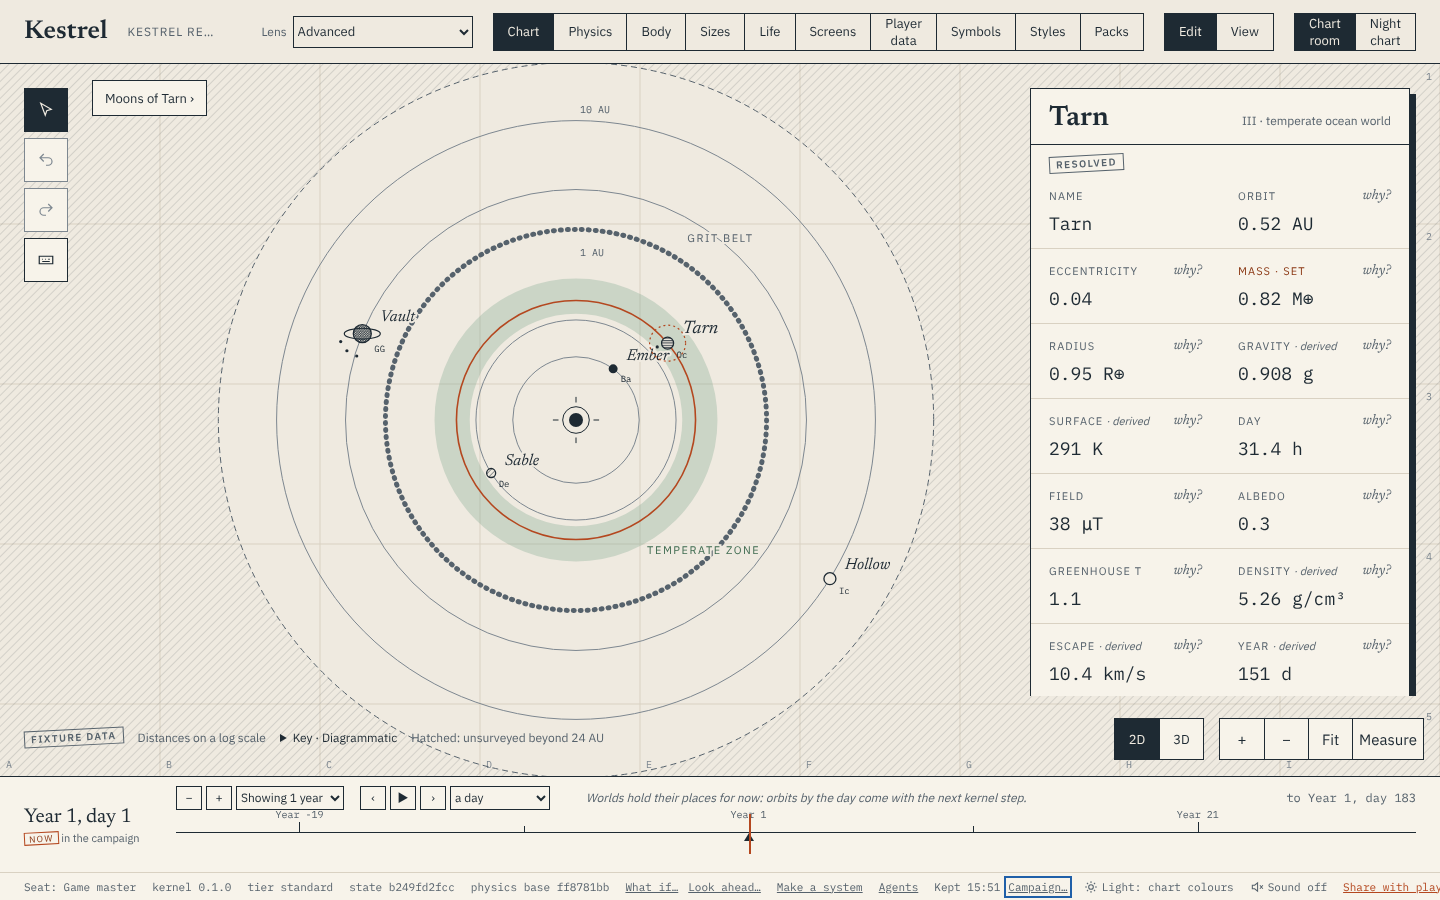 Kestrel
KESTREL RE…
Lens
Advanced
Chart
Physics
Body
Sizes
Life
Screens
Player data
Symbols
Styles
Packs
Edit
View
Chart room
Night chart
Moons of Tarn ›
10 AU
GRIT BELT
1 AU
Vault
GG
Tarn
Oc
Ember
Ba
Sable
De
TEMPERATE ZONE
Hollow
Ic
1
2
3
4
5
Tarn
III · temperate ocean world
RESOLVED
NAME
Tarn
ORBIT why?
0.52 AU
ECCENTRICITY why?
0.04
MASS · SET why?
0.82 M⊕
RADIUS why?
0.95 R⊕
GRAVITY · derived why?
0.908 g
SURFACE · derived why?
291 K
DAY why?
31.4 h
FIELD why?
38 µT
ALBEDO why?
0.3
GREENHOUSE Τ why?
1.1
DENSITY · derived why?
5.26 g/cm³
ESCAPE · derived why?
10.4 km/s
YEAR · derived why?
151 d
FIXTURE DATA
Distances on a log scale
Key · Diagrammatic
Hatched: unsurveyed beyond 24 AU
2D
3D
+
−
Fit
Measure
A B C D E F G H I
Year 1, day 1
NOW in the campaign
−
+
Showing 1 year
‹
▶
›
a day
Worlds hold their places for now: orbits by the day come with the next kernel step.
to Year 1, day 183
Year -19
Year 1
Year 21
Seat: Game master
kernel 0.1.0
tier standard
state b249fd2fcc
physics base ff8781bb
What if…
Look ahead…
Make a system
Agents
Kept 15:51
Campaign…
Light: chart colours
Sound off
Share with play